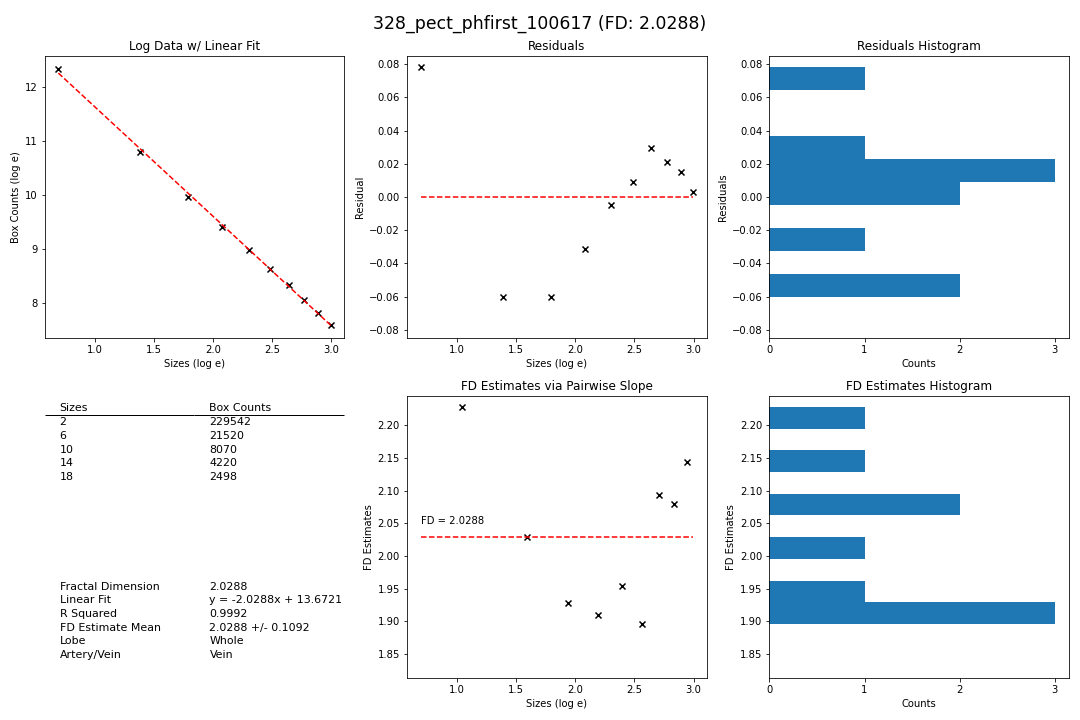 328_pect_phfirst_100617 (FD: 2.0288)
Log Data w/ Linear Fit
12
11
10
9
8
Box Counts (log e)
1.0 1.5 2.0 2.5 3.0
Sizes (log e)
Residuals
0.08
0.06
0.04
0.02
0.00
−0.02
−0.04
−0.06
−0.08
Residual
1.0 1.5 2.0 2.5 3.0
Sizes (log e)
Residuals Histogram
0.08
0.06
0.04
0.02
0.00
−0.02
−0.04
−0.06
−0.08
Residuals
0 1 2 3
Counts
Sizes Box Counts
2 229542
6 21520
10 8070
14 4220
18 2498
Fractal Dimension 2.0288
Linear Fit y = -2.0288x + 13.6721
R Squared 0.9992
FD Estimate Mean 2.0288 +/- 0.1092
Lobe Whole
Artery/Vein Vein
FD Estimates via Pairwise Slope
2.20
2.15
2.10
2.05
2.00
1.95
1.90
1.85
FD Estimates
FD = 2.0288
1.0 1.5 2.0 2.5 3.0
Sizes (log e)
FD Estimates Histogram
2.20
2.15
2.10
2.05
2.00
1.95
1.90
1.85
FD Estimates
0 1 2 3
Counts